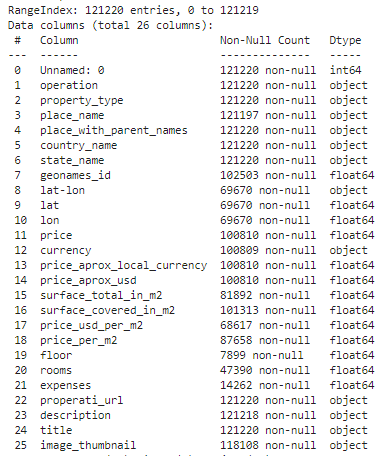 RangeIndex: 121220 entries, 0 to 121219
Data columns (total 26 columns):
 #   Column                      Non-Null Count   Dtype
---  ------                      --------------   -----
 0   Unnamed: 0                  121220 non-null  int64
 1   operation                   121220 non-null  object
 2   property_type               121220 non-null  object
 3   place_name                  121197 non-null  object
 4   place_with_parent_names     121220 non-null  object
 5   country_name                121220 non-null  object
 6   state_name                  121220 non-null  object
 7   geonames_id                 102503 non-null  float64
 8   lat-lon                     69670 non-null   object
 9   lat                         69670 non-null   float64
 10  lon                         69670 non-null   float64
 11  price                       100810 non-null  float64
 12  currency                    100809 non-null  object
 13  price_aprox_local_currency  100810 non-null  float64
 14  price_aprox_usd             100810 non-null  float64
 15  surface_total_in_m2         81892 non-null   float64
 16  surface_covered_in_m2       101313 non-null  float64
 17  price_usd_per_m2            68617 non-null   float64
 18  price_per_m2                87658 non-null   float64
 19  floor                       7899 non-null    float64
 20  rooms                       47390 non-null   float64
 21  expenses                    14262 non-null   float64
 22  properati_url               121220 non-null  object
 23  description                 121218 non-null  object
 24  title                       121220 non-null  object
 25  image_thumbnail             118108 non-null  object